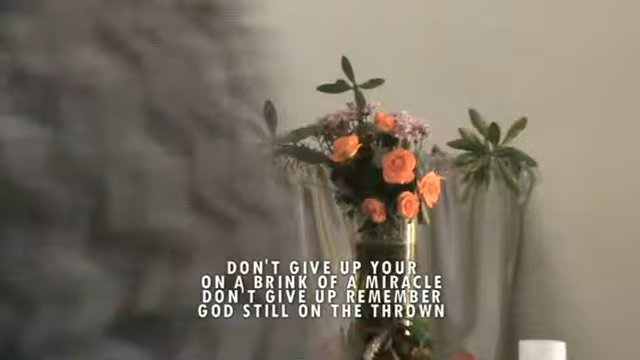 DON'T GIVE UP YOUR
ON A BRINK OF A MIRACLE
DON'T GIVE UP REMEMBER
GOD STILL ON THE THROWN